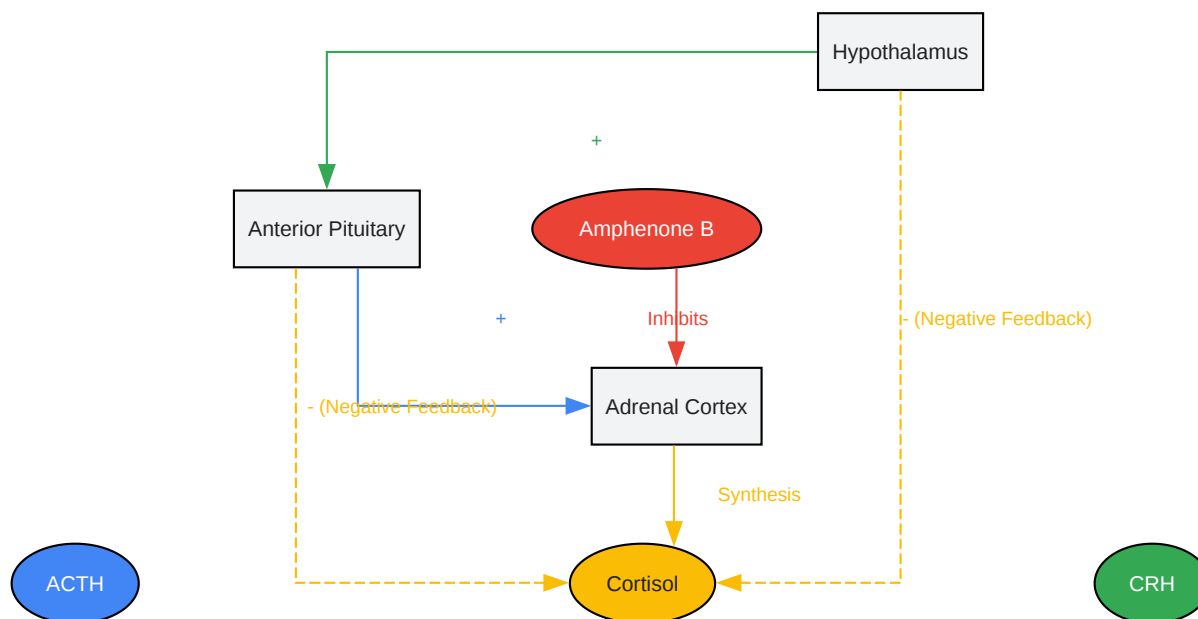 Hypothalamus
+
Anterior Pituitary
Amphenone B
+
Inhibits
- (Negative Feedback)
- (Negative Feedback)
Adrenal Cortex
Synthesis
ACTH
Cortisol
CRH